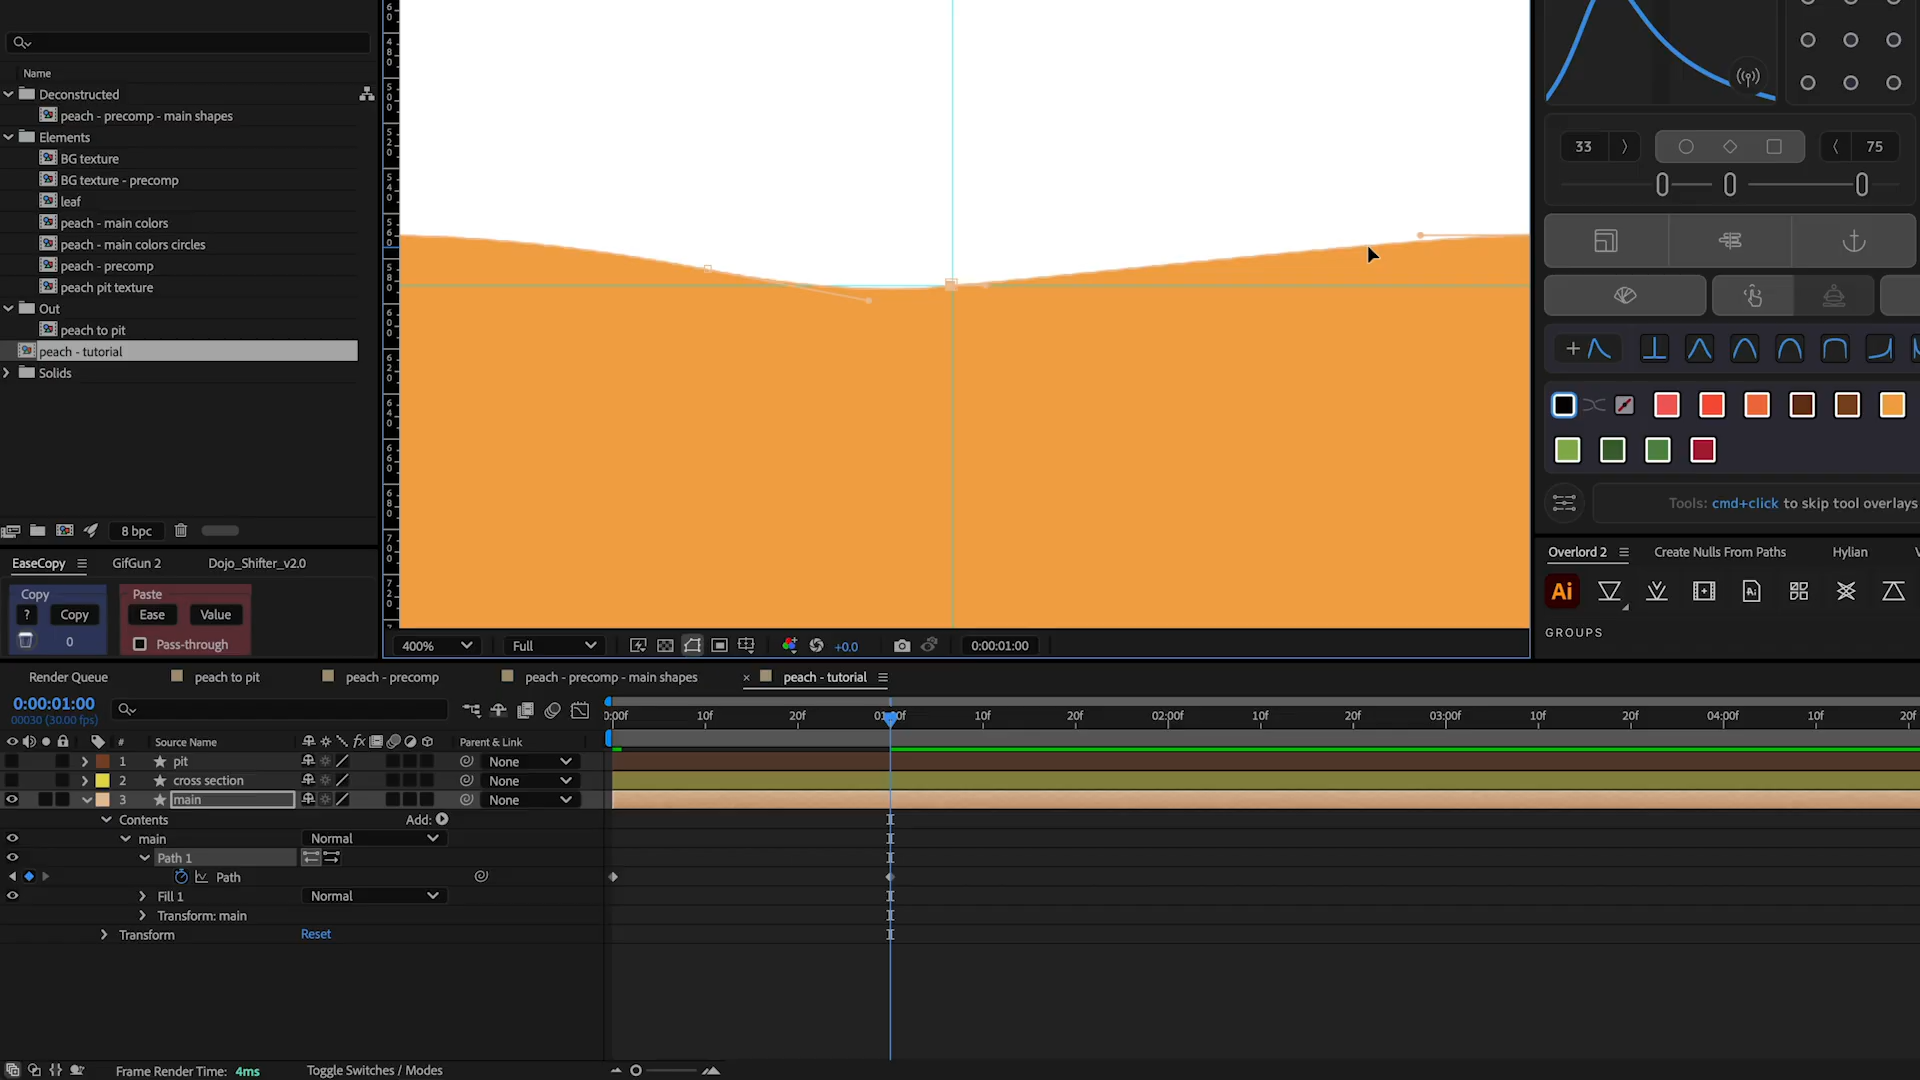 Name
Deconstructed
peach - precomp - main shapes
Elements
BG texture
BG texture - precomp
leaf
peach - main colors
peach - main colors circles
peach - precomp
peach pit texture
Out
peach to pit
peach - tutorial
Solids
8 bpc
EaseCopy
GifGun 2
Dojo_Shifter_v2.0
Copy
Paste
?
Copy
Ease
Value
0
Pass-through
400%
Full
+0.0
0:00:01:00
33
75
Tools: cmd+click to skip tool overlays
Overlord 2
Create Nulls From Paths
Hylian
Ai
GROUPS
Render Queue
peach to pit
peach - precomp
peach - precomp - main shapes
× peach - tutorial
0:00:01:00
00030 (30.00 fps)
10f
20f
10f
20f
02:00f
10f
20f
03:00f
10f
20f
04:00f
10f
20f
#
Source Name
fx
Parent & Link
1 pit None
2 cross section None
3 main None
Contents
Add:
main
Normal
Path 1
Path
Fill 1
Normal
Transform: main
Transform
Reset
Frame Render Time: 4ms
Toggle Switches / Modes